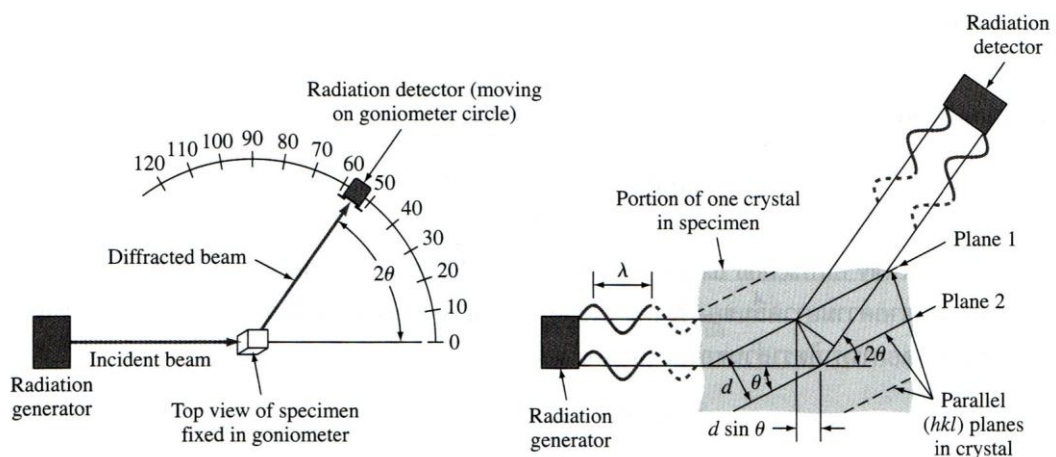 Radiation detector (moving
on goniometer circle)
120
110
100
90
80
70
60
50
40
30
20
10
0
Diffracted beam
2θ
Incident beam
Radiation
generator
Top view of specimen
fixed in goniometer
Radiation
detector
Portion of one crystal
in specimen
Plane 1
Plane 2
λ
2θ
d
θ
d sin θ
Radiation
generator
Parallel
(hkl) planes
in crystal